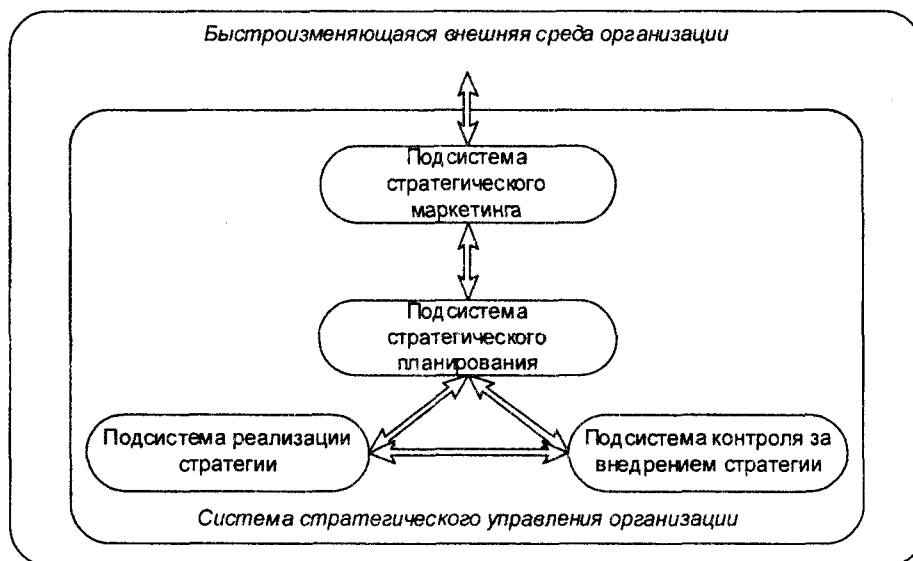 Быстроизменяющаяся внешняя среда организации
Подсистема
стратегического
маркетинга
Подсистема
стратегического
планирования
Подсистема реализации
стратегии
Подсистема контроля за
внедрением стратегии
Система стратегического управления организации